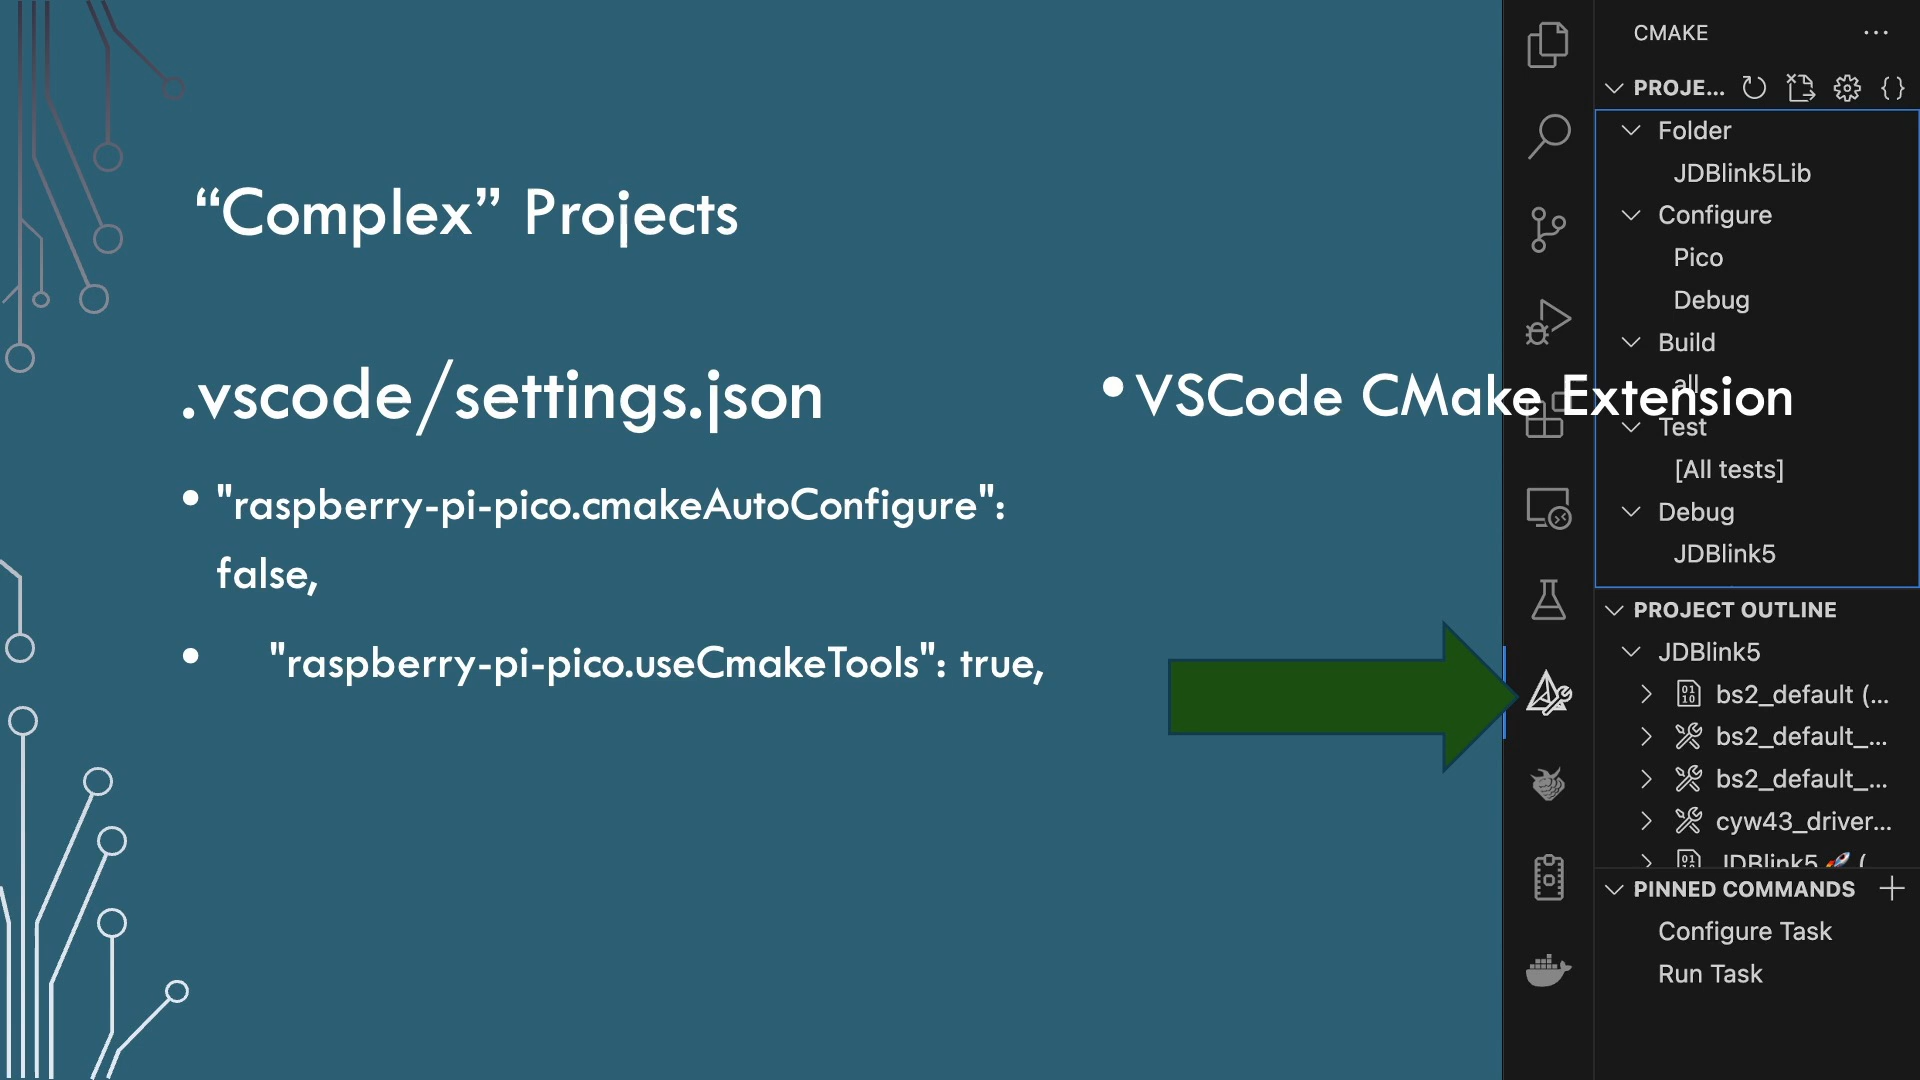 “Complex” Projects
.vscode/settings.json
• "raspberry-pi-pico.cmakeAutoConfigure":
false,
• "raspberry-pi-pico.useCmakeTools": true,
• VSCode CMake Extension
CMAKE
PROJE...
Folder
JDBlink5Lib
Configure
Pico
Debug
Build
all
Test
[All tests]
Debug
JDBlink5
PROJECT OUTLINE
JDBlink5
bs2_default (...
bs2_default_...
bs2_default_...
cyw43_driver...
JDBlink5 🚀 (
PINNED COMMANDS
Configure Task
Run Task